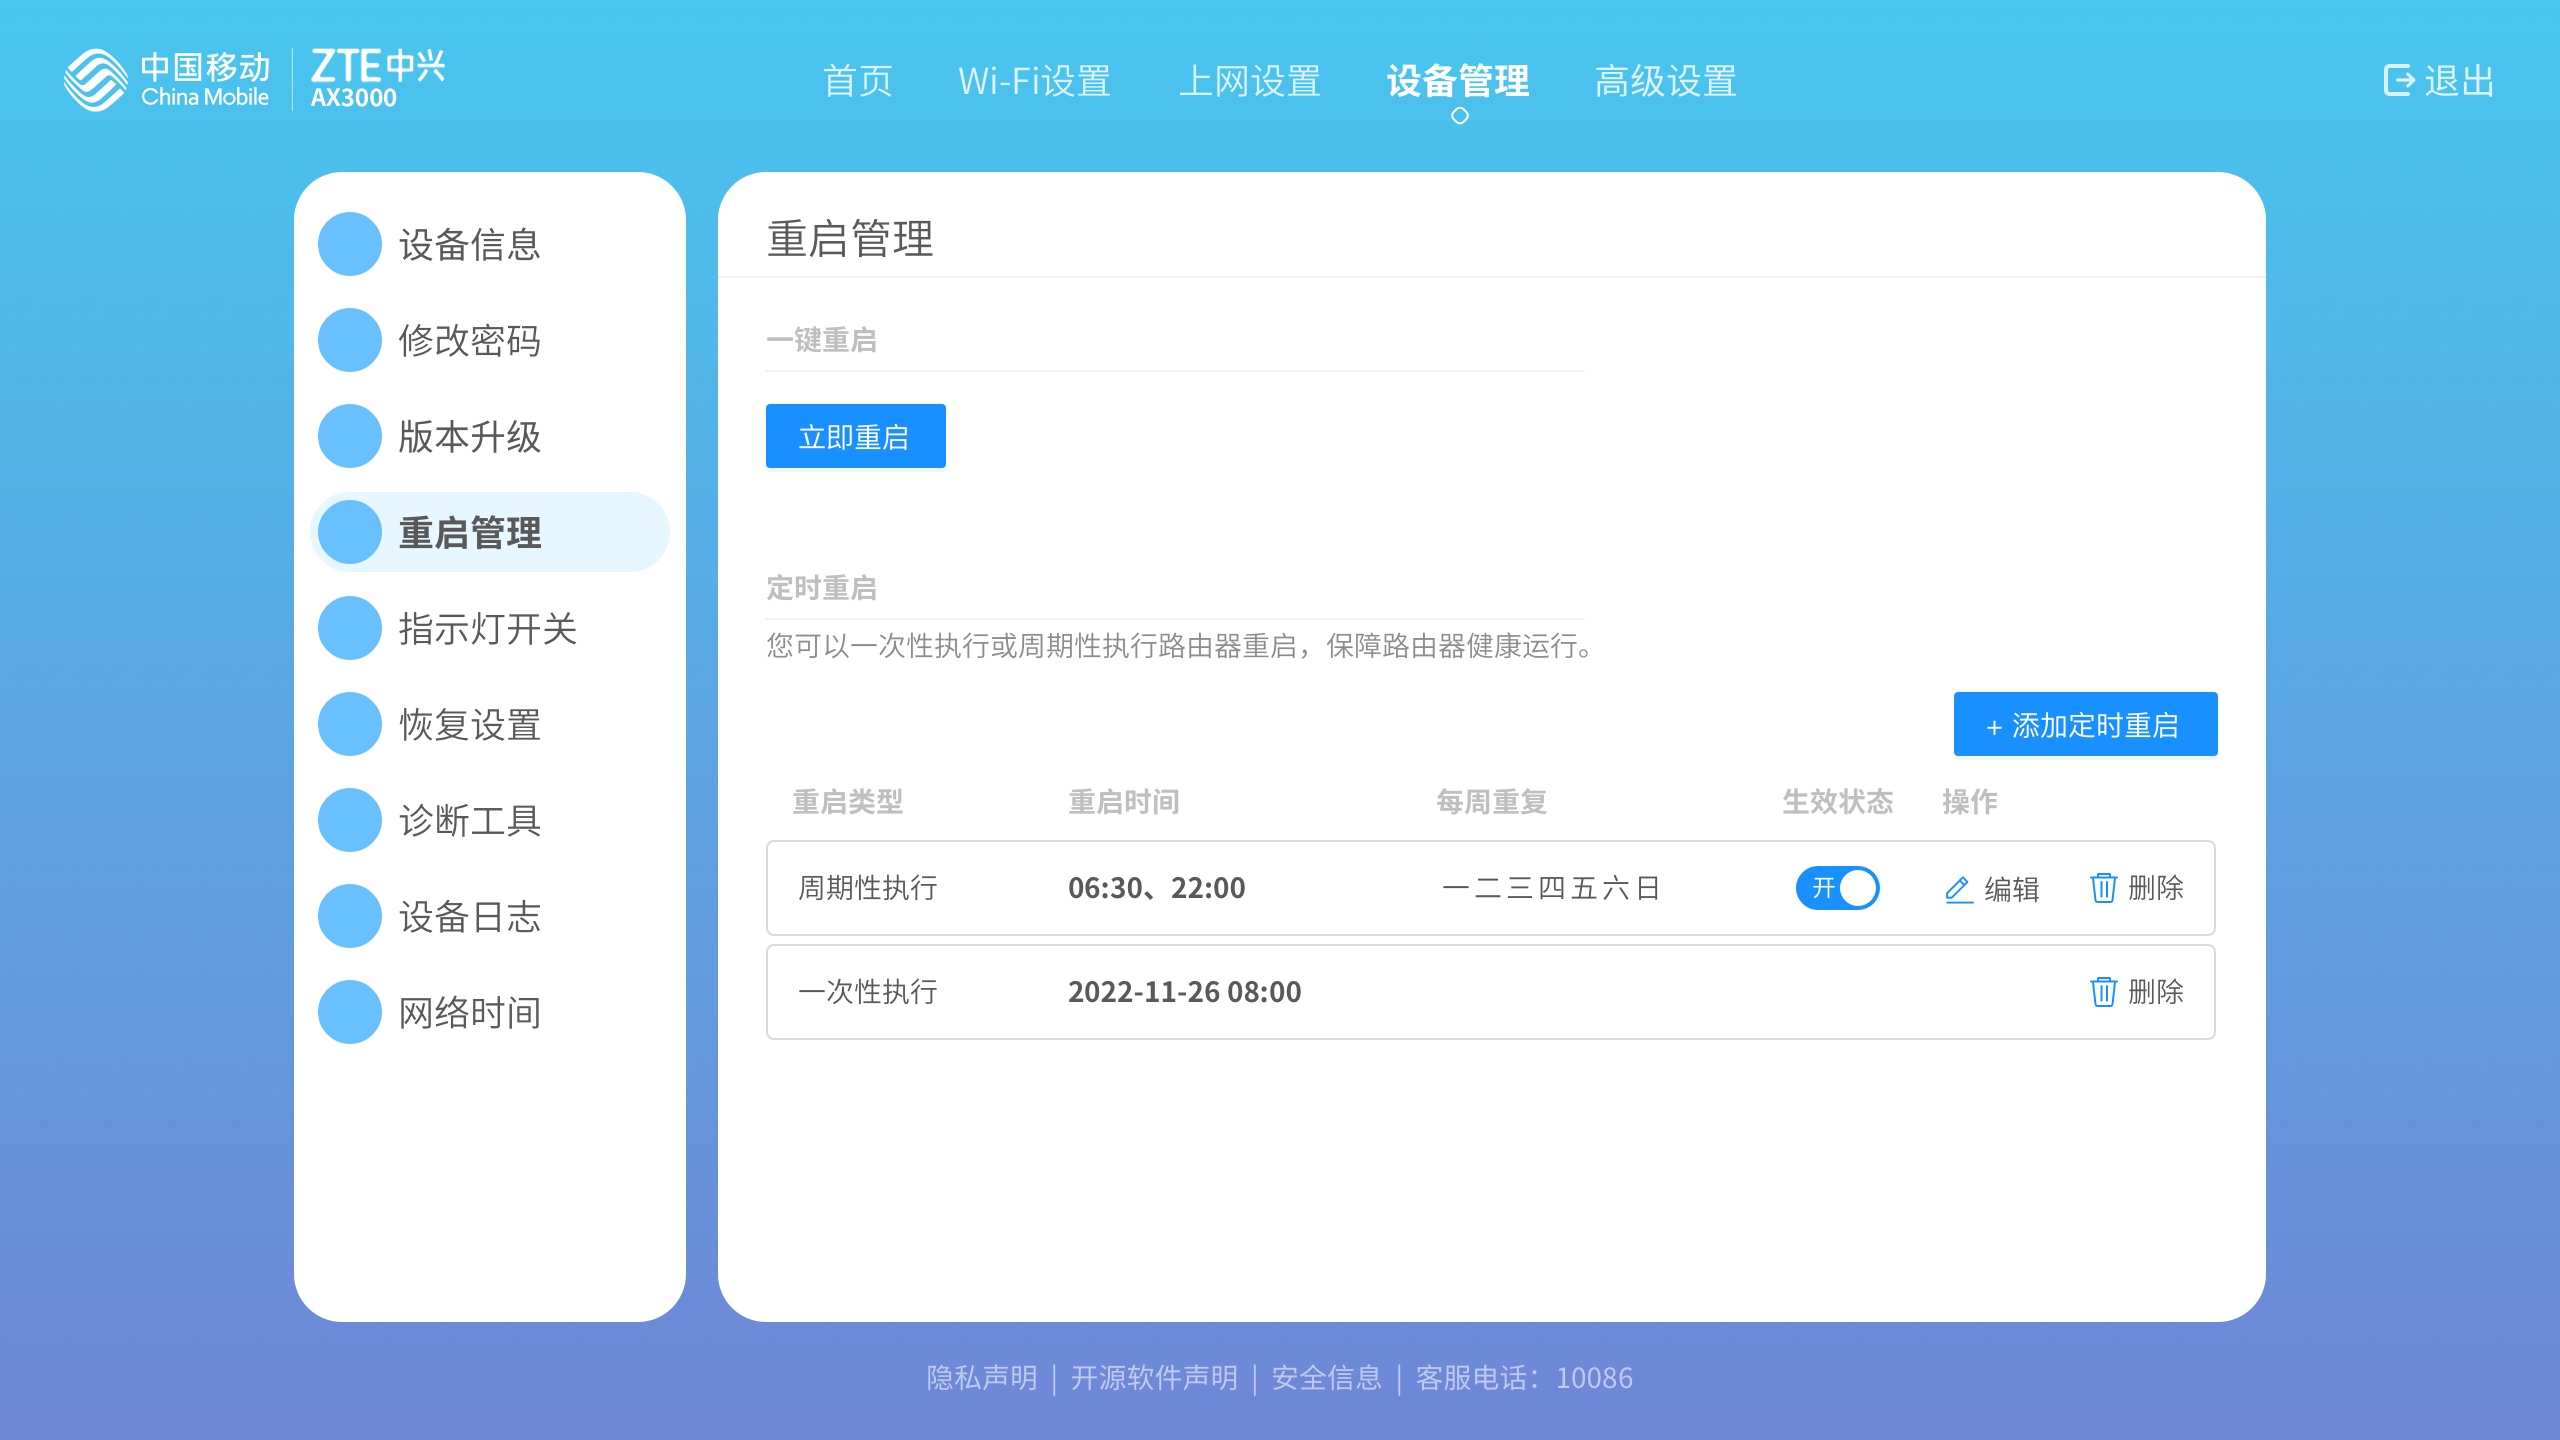 中国移动
China Mobile
ZTE中兴
AX3000
首页 Wi-Fi设置 上网设置 设备管理 高级设置
退出
设备信息
修改密码
版本升级
重启管理
指示灯开关
恢复设置
诊断工具
设备日志
网络时间
重启管理
一键重启
立即重启
定时重启
您可以一次性执行或周期性执行路由器重启，保障路由器健康运行。
+ 添加定时重启
重启类型 重启时间 每周重复 生效状态 操作
周期性执行 06:30、22:00 一 二 三 四 五 六 日 开 编辑 删除
一次性执行 2022-11-26 08:00 删除
隐私声明 | 开源软件声明 | 安全信息 | 客服电话：10086